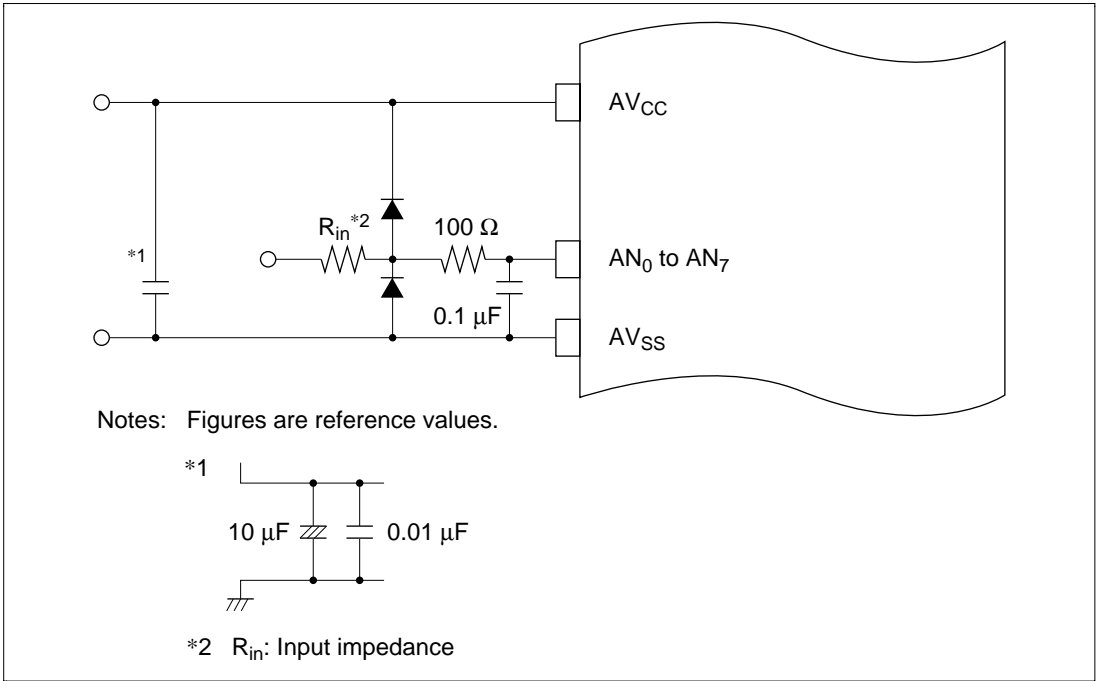 AVCC
Rin*2
100 Ω
*1
AN0 to AN7
0.1 μF
AVSS
Notes: Figures are reference values.
*1
10 μF
0.01 μF
*2 Rin: Input impedance